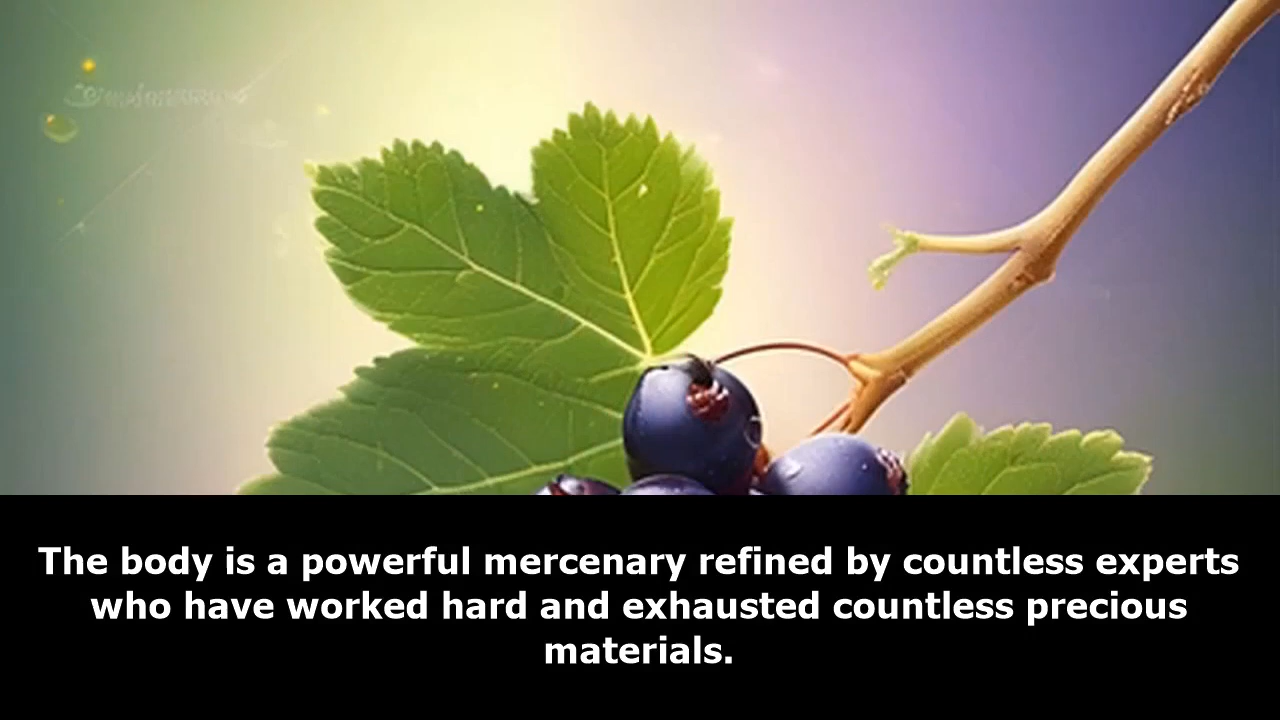 The body is a powerful mercenary refined by countless experts
who have worked hard and exhausted countless precious
materials.